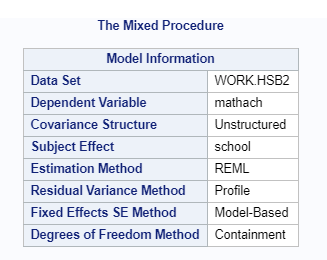 The Mixed Procedure
Model Information
Data Set WORK.HSB2
Dependent Variable mathach
Covariance Structure Unstructured
Subject Effect school
Estimation Method REML
Residual Variance Method Profile
Fixed Effects SE Method Model-Based
Degrees of Freedom Method Containment